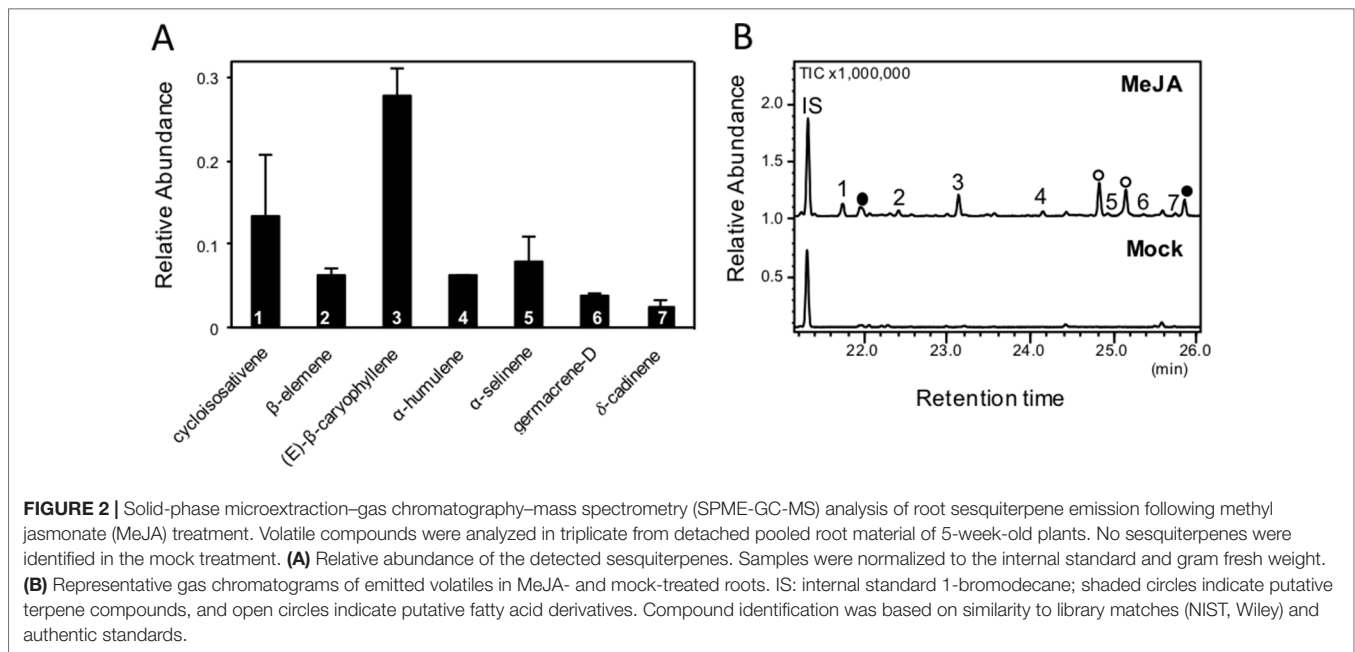 A
Relative Abundance
0.3
0.2
0.1
0
1
2
3
4
5
6
7
cycloisosativene
β-elemene
(E)-β-caryophyllene
α-humulene
α-selinene
germacrene-D
δ-cadinene
B
TIC x1,000,000
MeJA
Relative Abundance
2.0
1.5
1.0
0.5
IS
1
2
3
4
5
6
7
Mock
22.0
23.0
24.0
25.0
26.0
(min)
Retention time
FIGURE 2 | Solid-phase microextraction–gas chromatography–mass spectrometry (SPME-GC-MS) analysis of root sesquiterpene emission following methyl
jasmonate (MeJA) treatment. Volatile compounds were analyzed in triplicate from detached pooled root material of 5-week-old plants. No sesquiterpenes were
identified in the mock treatment. (A) Relative abundance of the detected sesquiterpenes. Samples were normalized to the internal standard and gram fresh weight.
(B) Representative gas chromatograms of emitted volatiles in MeJA- and mock-treated roots. IS: internal standard 1-bromodecane; shaded circles indicate putative
terpene compounds, and open circles indicate putative fatty acid derivatives. Compound identification was based on similarity to library matches (NIST, Wiley) and
authentic standards.